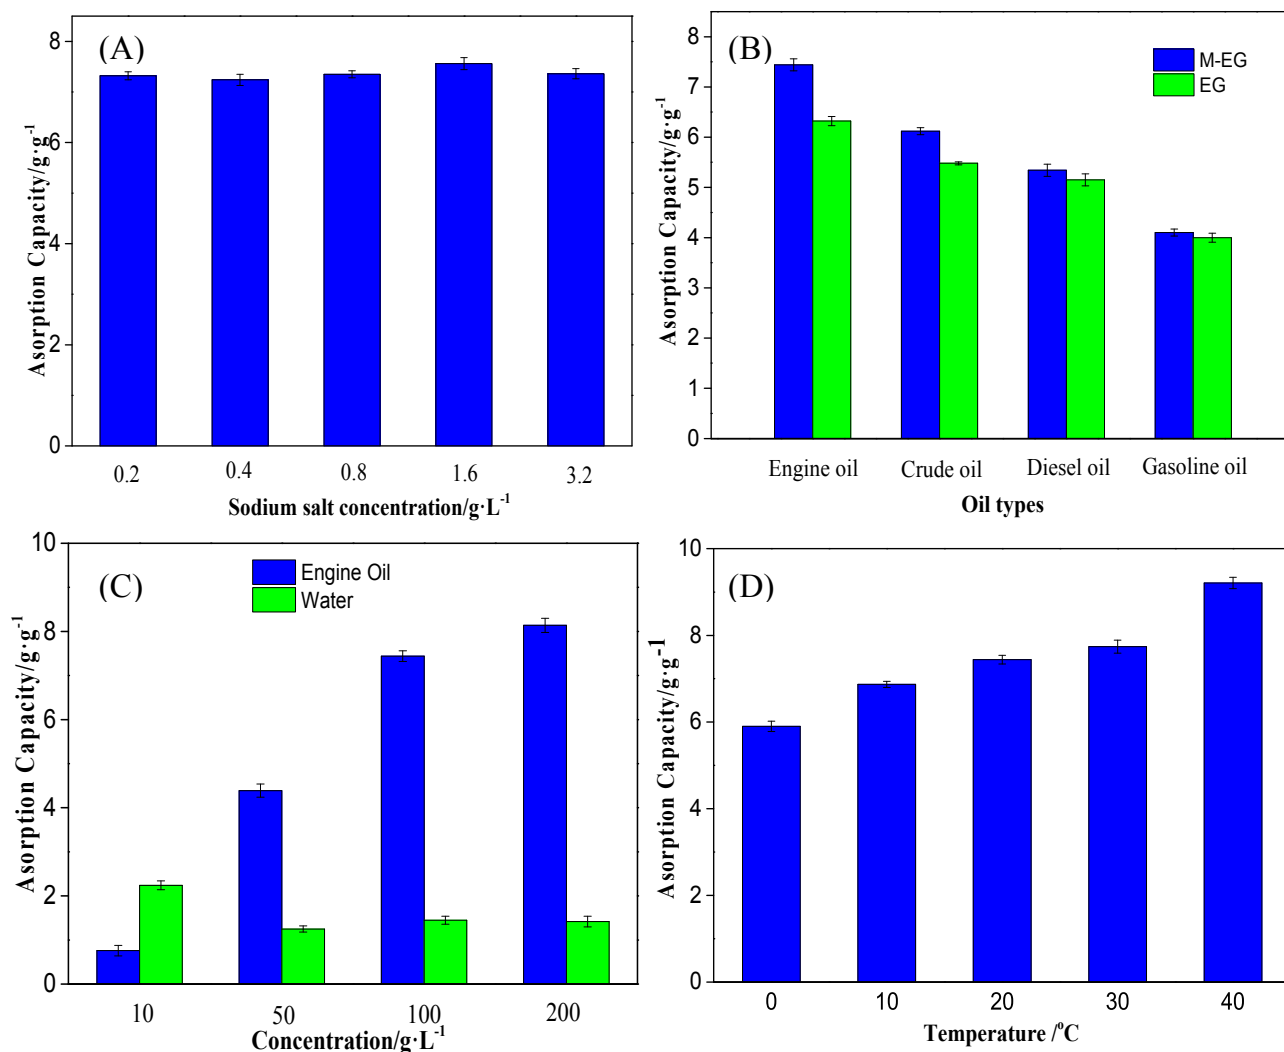 (A)
8
6
4
2
0
Asorption Capacity/g·g-1
0.2 0.4 0.8 1.6 3.2
Sodium salt concentration/g·L-1
(B)
M-EG
EG
8
7
6
5
4
3
2
1
0
Asorption Capacity/g·g-1
Engine oil Crude oil Diesel oil Gasoline oil
Oil types
(C)
Engine Oil
Water
10
8
6
4
2
0
Asorption Capacity/g·g-1
10 50 100 200
Concentration/g·L-1
(D)
10
8
6
4
2
0
Asorption Capacity/g·g-1
0 10 20 30 40
Temperature /°C